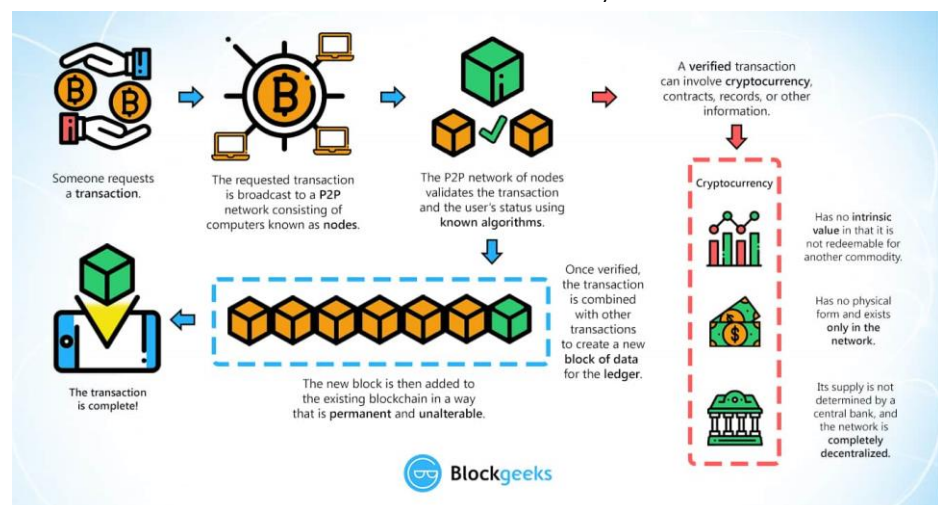 Someone requests
a transaction.
The requested transaction
is broadcast to a P2P
network consisting of
computers known as nodes.
The P2P network of nodes
validates the transaction
and the user's status using
known algorithms.
A verified transaction
can involve cryptocurrency,
contracts, records, or other
information.
Cryptocurrency
Has no intrinsic
value in that it is
not redeemable for
another commodity.
Has no physical
form and exists
only in the
network.
Its supply is not
determined by a
central bank, and
the network is
completely
decentralized.
Once verified,
the transaction
is combined
with other
transactions
to create a new
block of data
for the ledger.
The new block is then added to
the existing blockchain in a way
that is permanent and unalterable.
The transaction
is complete!
Blockgeeks